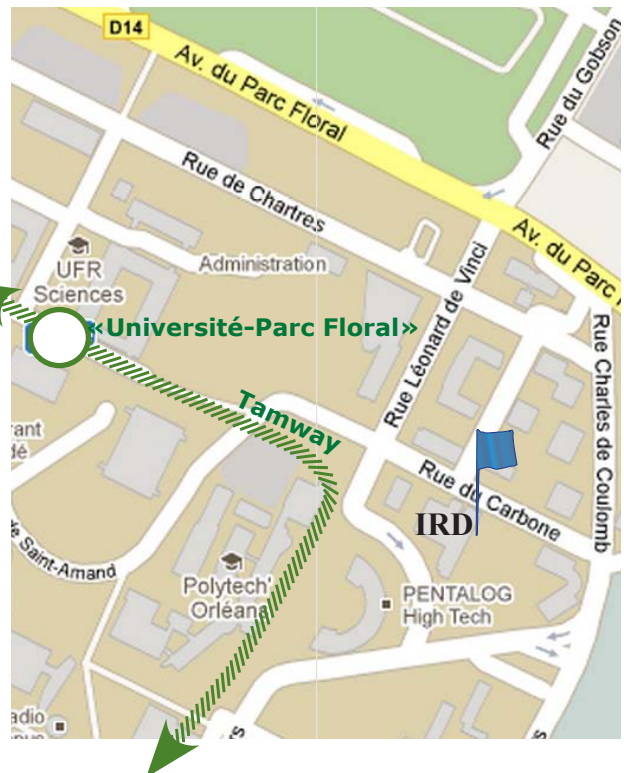 D14
Av. du Parc Floral
Rue du Gobson
Rue de Chartres
Av. du Parc
UFR
Sciences
Administration
«Université-Parc Floral»
Rue Léonard de Vinci
Rue Charles de Coulomb
Tamway
Rue du Carbone
IRD
de Saint-Amand
Polytech'
Orléans
PENTALOG
High Tech